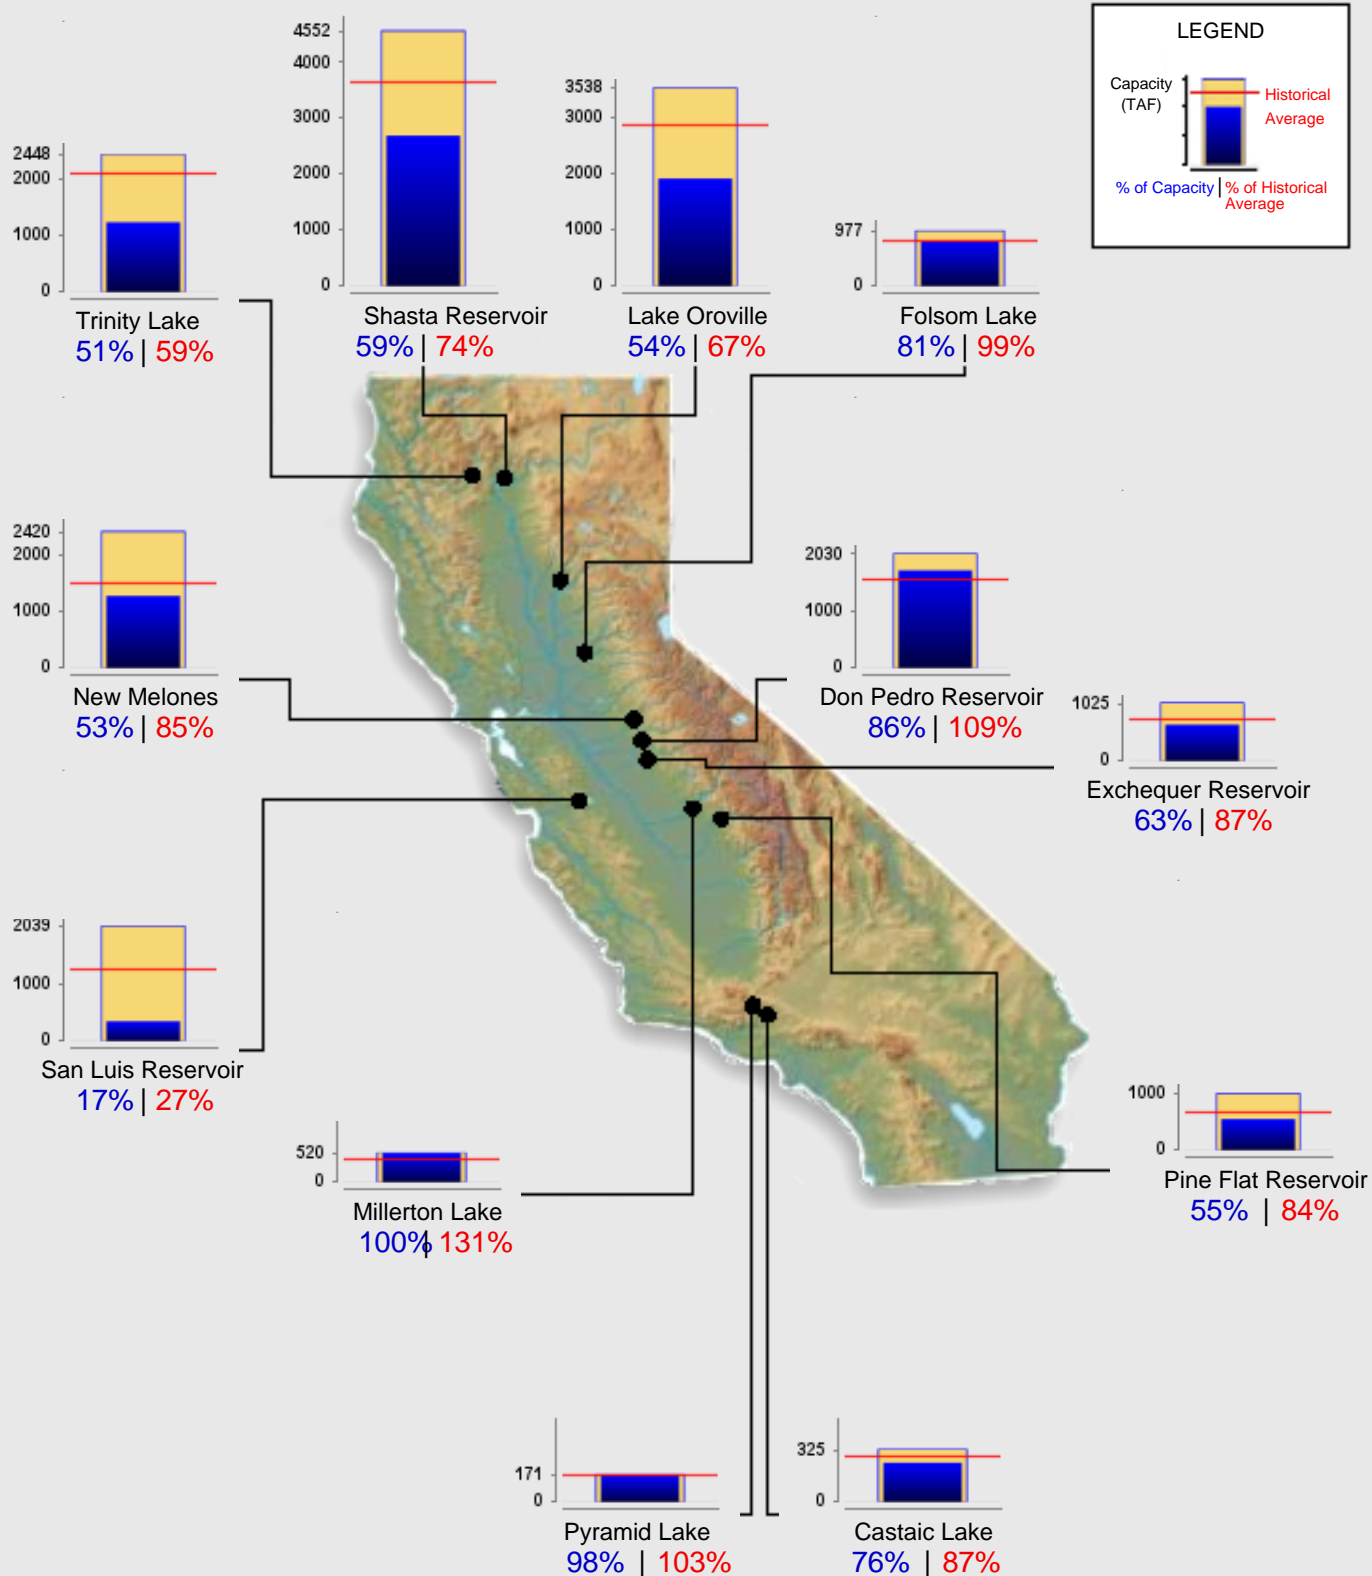 LEGEND
Capacity
(TAF)
Historical
Average
% of Capacity | % of Historical
Average
4552
4000
3000
2000
1000
0
Shasta Reservoir
59% | 74%
3538
3000
2000
1000
0
Lake Oroville
54% | 67%
2448
2000
1000
0
Trinity Lake
51% | 59%
977
0
Folsom Lake
81% | 99%
2420
2000
1000
0
New Melones
53% | 85%
2030
1000
0
Don Pedro Reservoir
86% | 109%
1025
0
Exchequer Reservoir
63% | 87%
2039
1000
0
San Luis Reservoir
17% | 27%
520
0
Millerton Lake
100% | 131%
1000
0
Pine Flat Reservoir
55% | 84%
171
0
Pyramid Lake
98% | 103%
325
0
Castaic Lake
76% | 87%